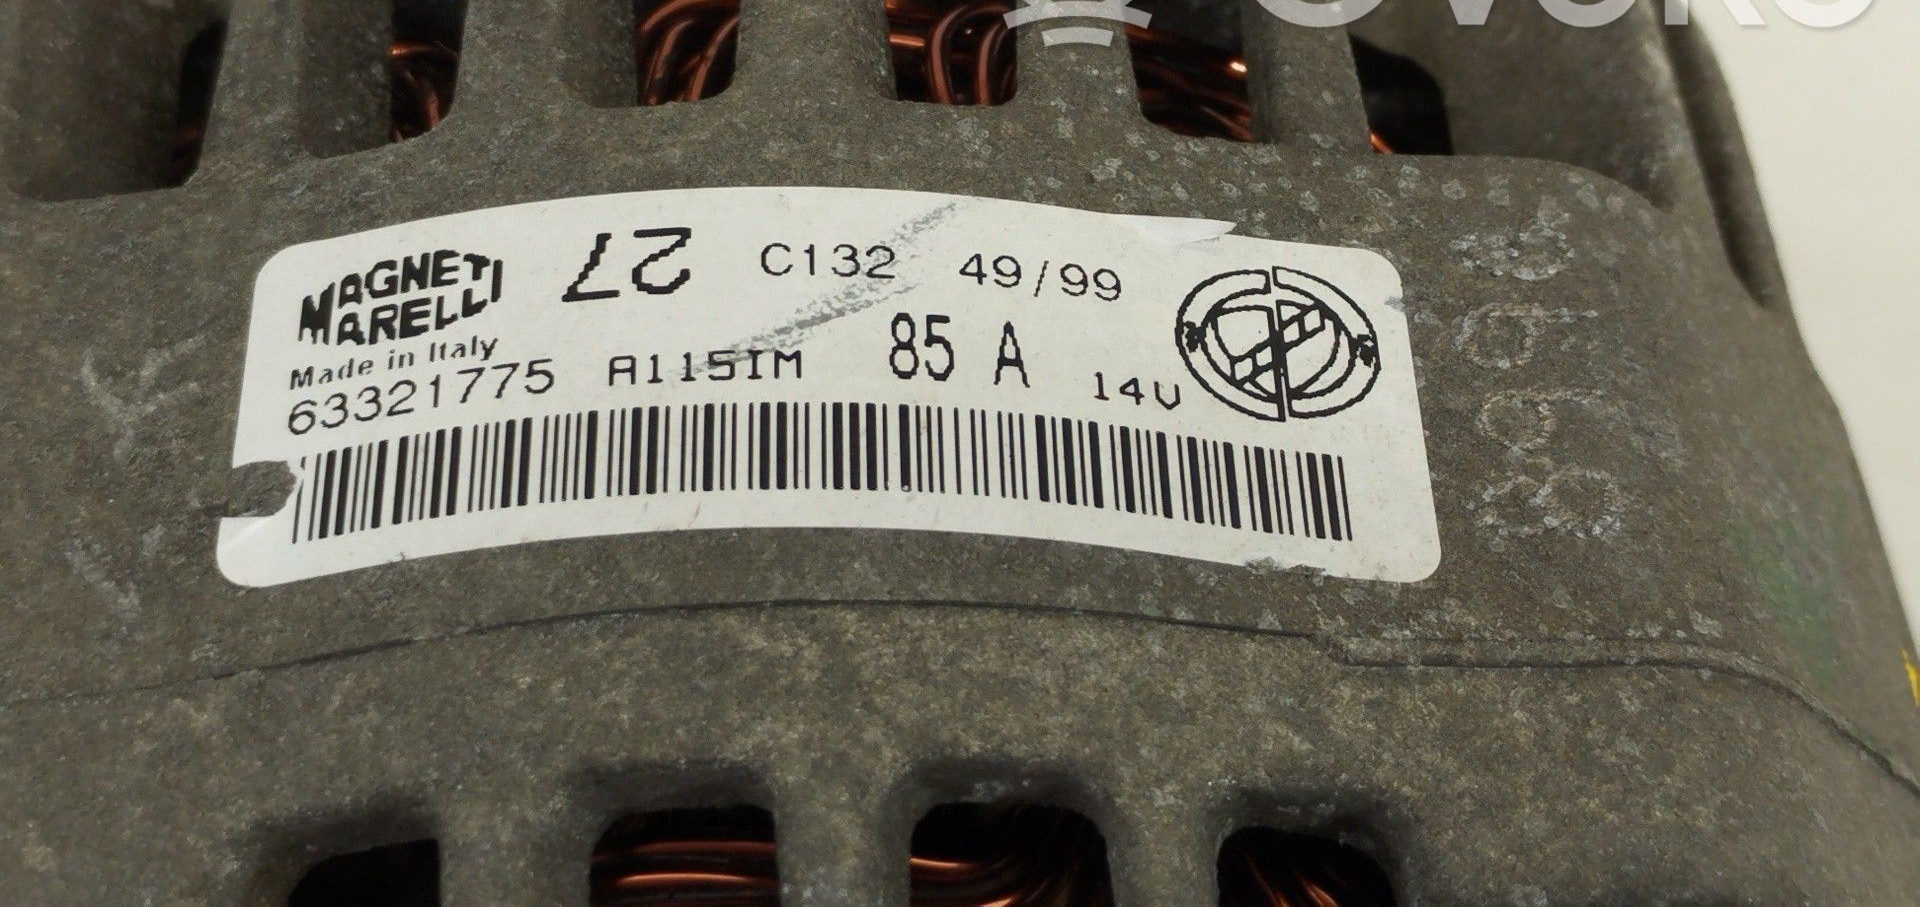 MAGNETI
MARELLI
Made in Italy
27 C132 49/99
63321775 A115IM 85 A 14V